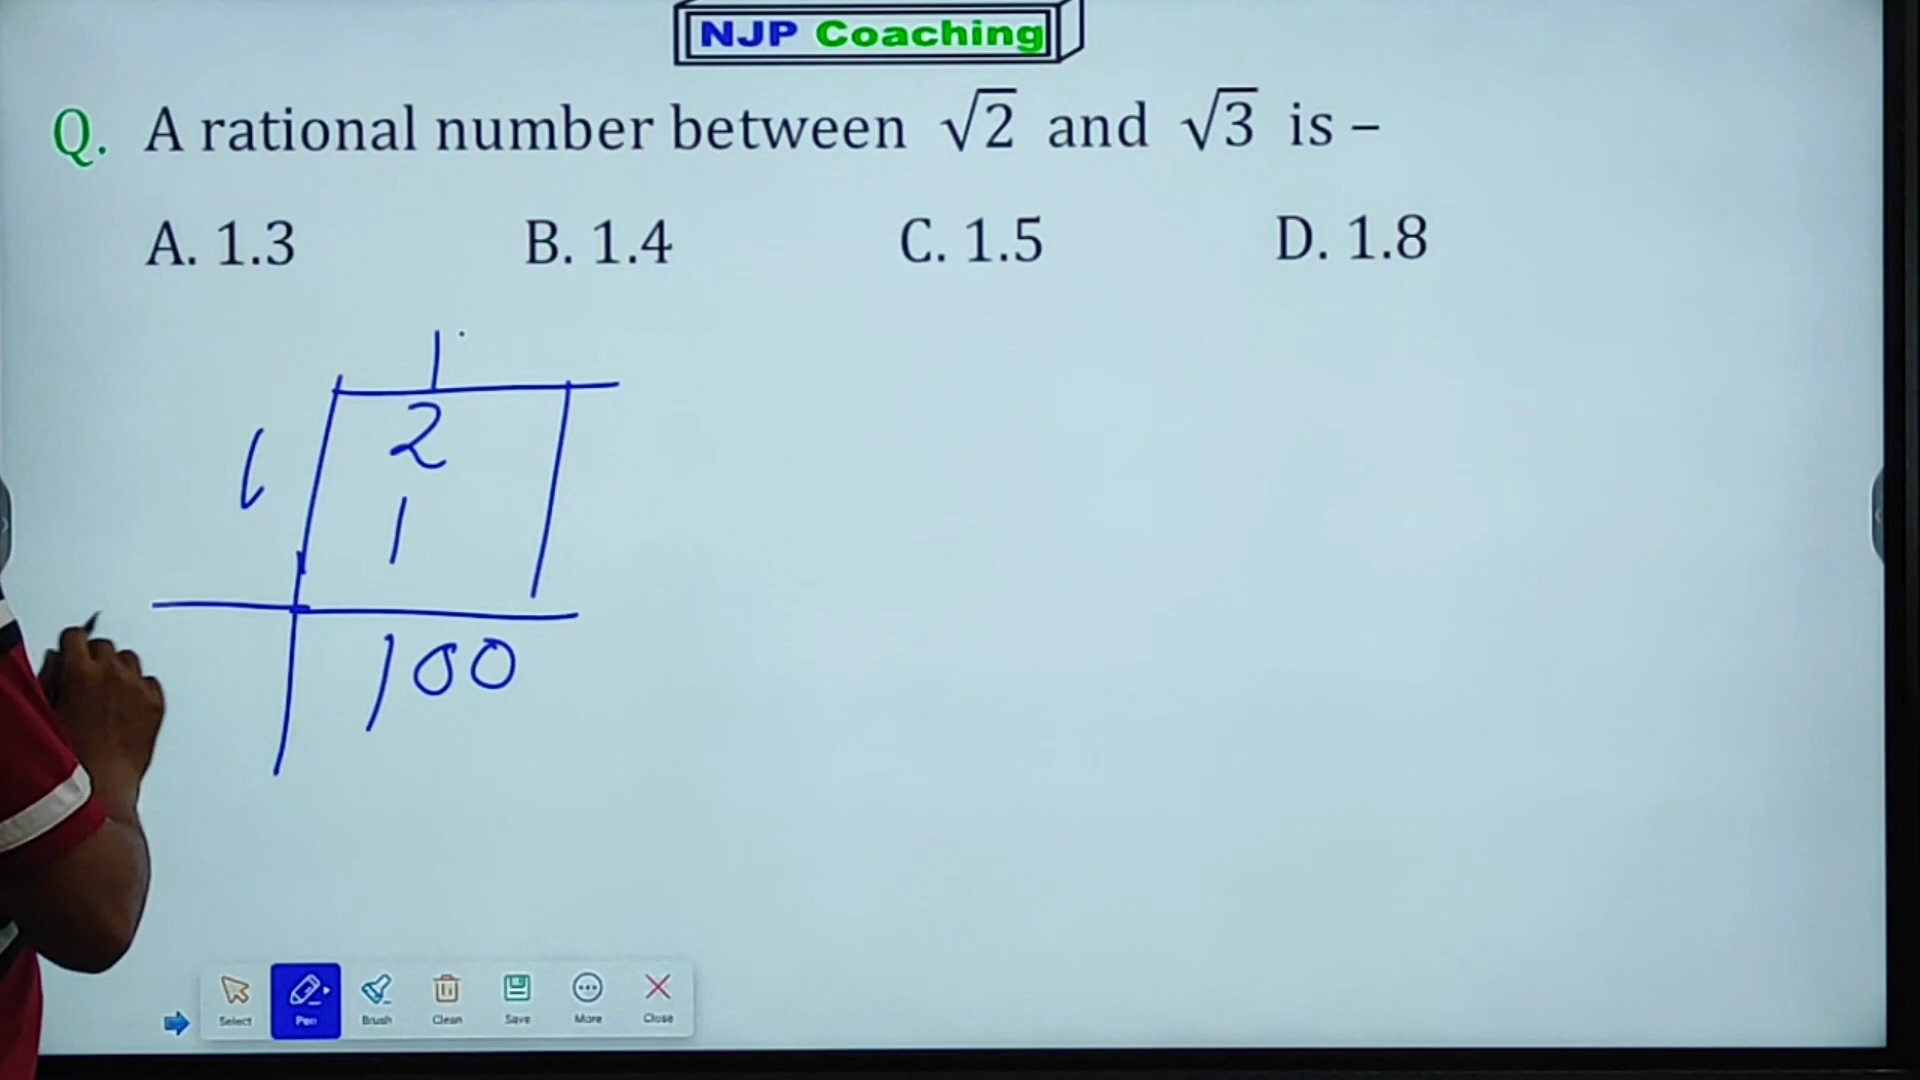 NJP Coaching
Q. A rational number between √2 and √3 is –
A. 1.3 B. 1.4 C. 1.5 D. 1.8
1.
1 2
1
100
Select Pen Brush Clean Save More Close